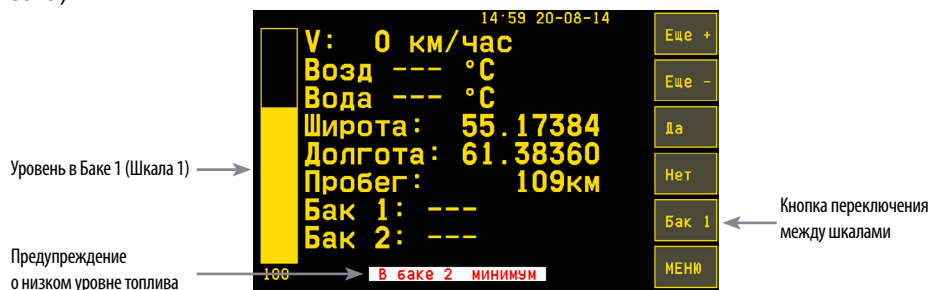 14:59 20-08-14
V: 0 км/час
Возд --- °C
Вода --- °C
Широта: 55.17384
Долгота: 61.38360
Пробег: 109км
Бак 1: ---
Бак 2: ---
100
В баке 2 минимум
Еще +
Еще -
Да
Нет
Бак 1
МЕНЮ
Уровень в Баке 1 (Шкала 1)
Предупреждение
о низком уровне топлива
Кнопка переключения
между шкалами